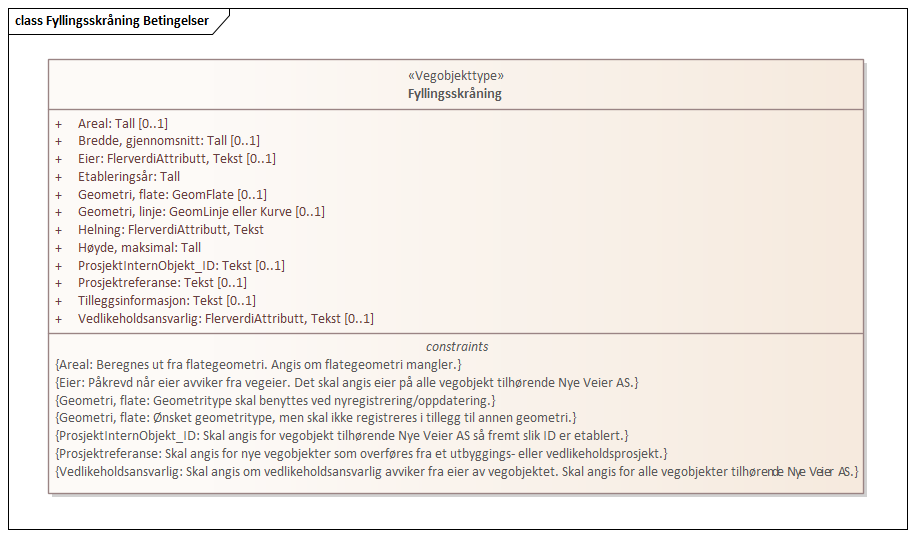 class Fyllingsskråning Betingelser
«Vegobjekttype»
Fyllingsskråning
+ Areal: Tall [0..1]
+ Bredde, gjennomsnitt: Tall [0..1]
+ Eier: FlerverdiAttributt, Tekst [0..1]
+ Etableringsår: Tall
+ Geometri, flate: GeomFlate [0..1]
+ Geometri, linje: GeomLinje eller Kurve [0..1]
+ Helning: FlerverdiAttributt, Tekst
+ Høyde, maksimal: Tall
+ ProsjektInternObjekt_ID: Tekst [0..1]
+ Prosjektreferanse: Tekst [0..1]
+ Tilleggsinformasjon: Tekst [0..1]
+ Vedlikeholdsansvarlig: FlerverdiAttributt, Tekst [0..1]
constraints
{Areal: Beregnes ut fra flategeometri. Angis om flategeometri mangler.}
{Eier: Påkrevd når eier avviker fra vegeier. Det skal angis eier på alle vegobjekt tilhørende Nye Veier AS.}
{Geometri, flate: Geometritype skal benyttes ved nyregistrering/oppdatering.}
{Geometri, flate: Ønsket geometritype, men skal ikke registreres i tillegg til annen geometri.}
{ProsjektInternObjekt_ID: Skal angis for vegobjekt tilhørende Nye Veier AS så fremt slik ID er etablert.}
{Prosjektreferanse: Skal angis for nye vegobjekter som overføres fra et utbyggings- eller vedlikeholdsprosjekt.}
{Vedlikeholdsansvarlig: Skal angis om vedlikeholdsansvarlig avviker fra eier av vegobjektet. Skal angis for alle vegobjekter tilhørende Nye Veier AS.}